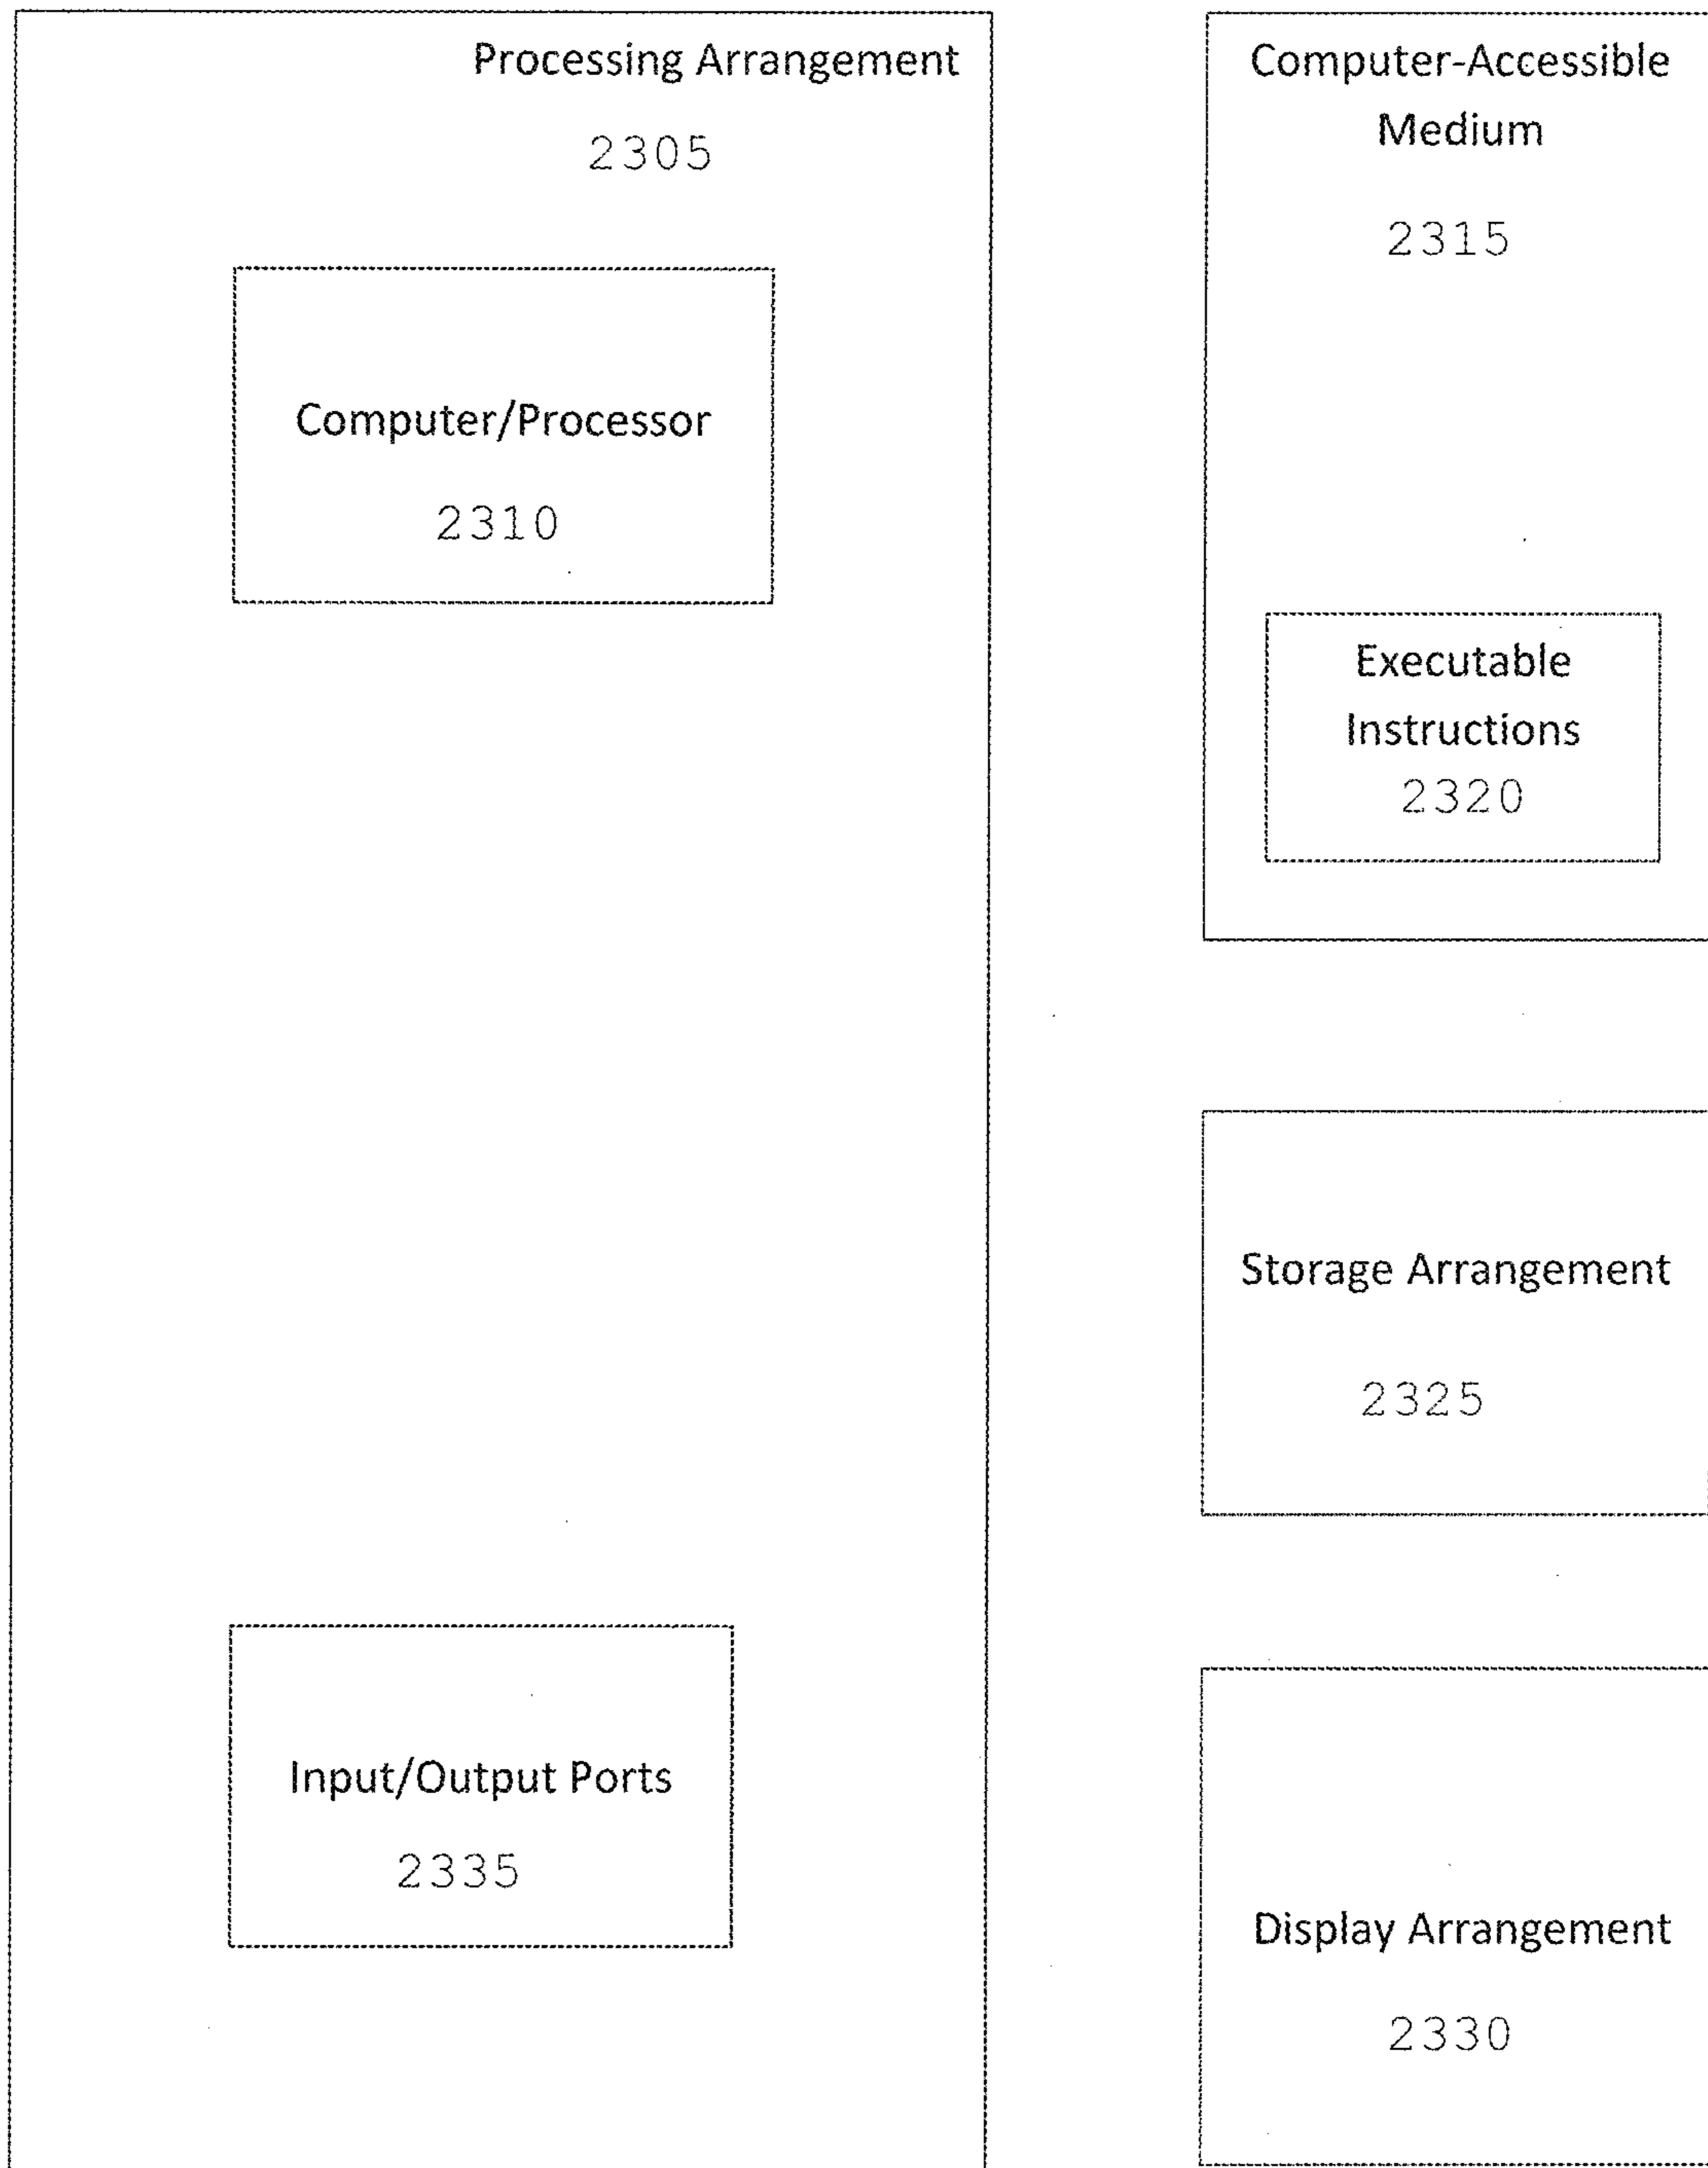 Processing Arrangement
2305
Computer/Processor
2310
Input/Output Ports
2335
Computer-Accessible
Medium
2315
Executable
Instructions
2320
Storage Arrangement
2325
Display Arrangement
2330